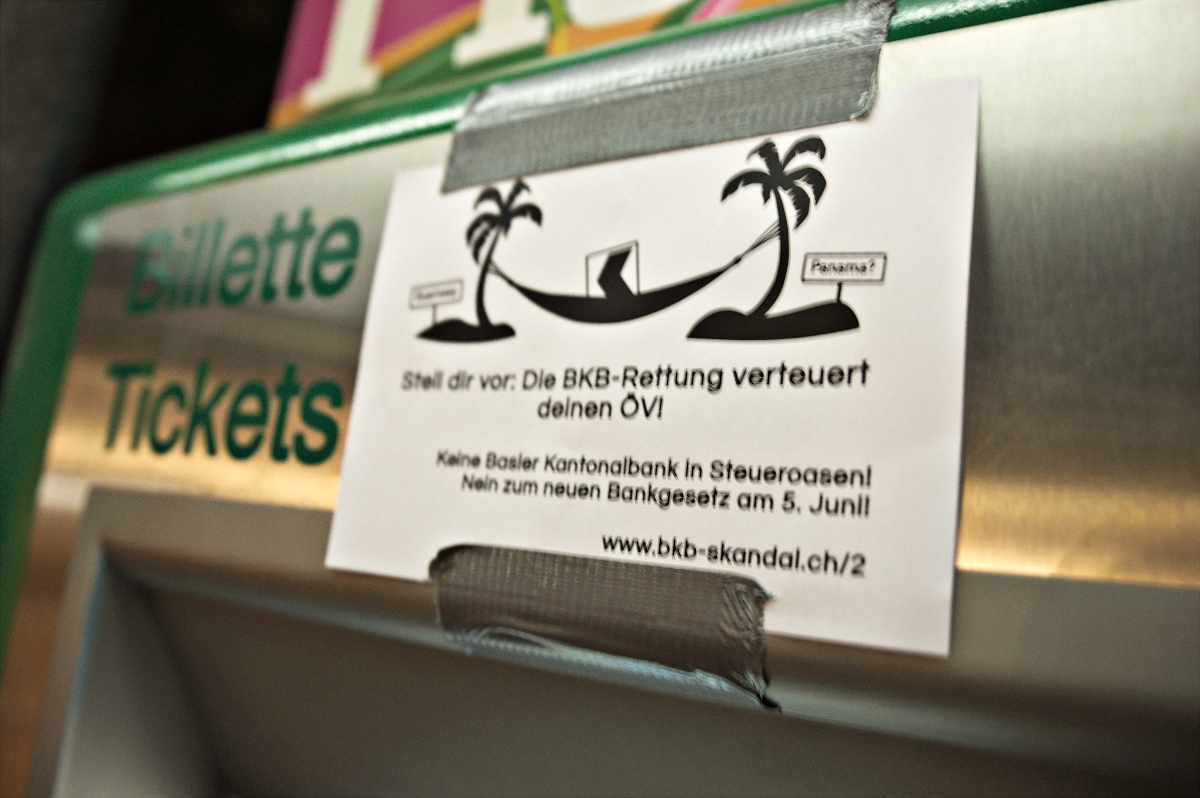 Billette
Tickets
Panama?
Stell dir vor: Die BKB-Rettung verteuert
deinen ÖV!
Keine Basler Kantonalbank in Steueroasen!
Nein zum neuen Bankgesetz am 5. Juni!
www.bkb-skandal.ch/2